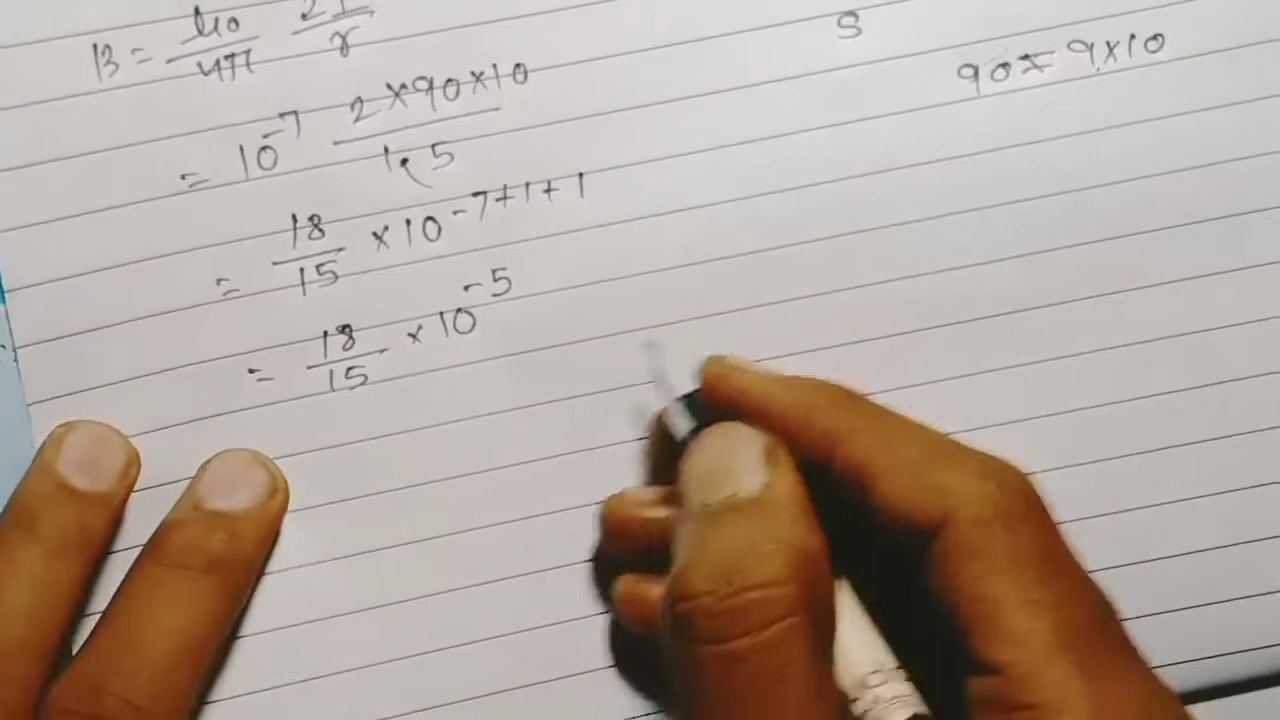 B = μ0/4π 2I/r
S
90 = 9×10
= 10^-7 2×90×10/1.5
= 18/15 × 10^-7+1+1
= 18/15 × 10^-5